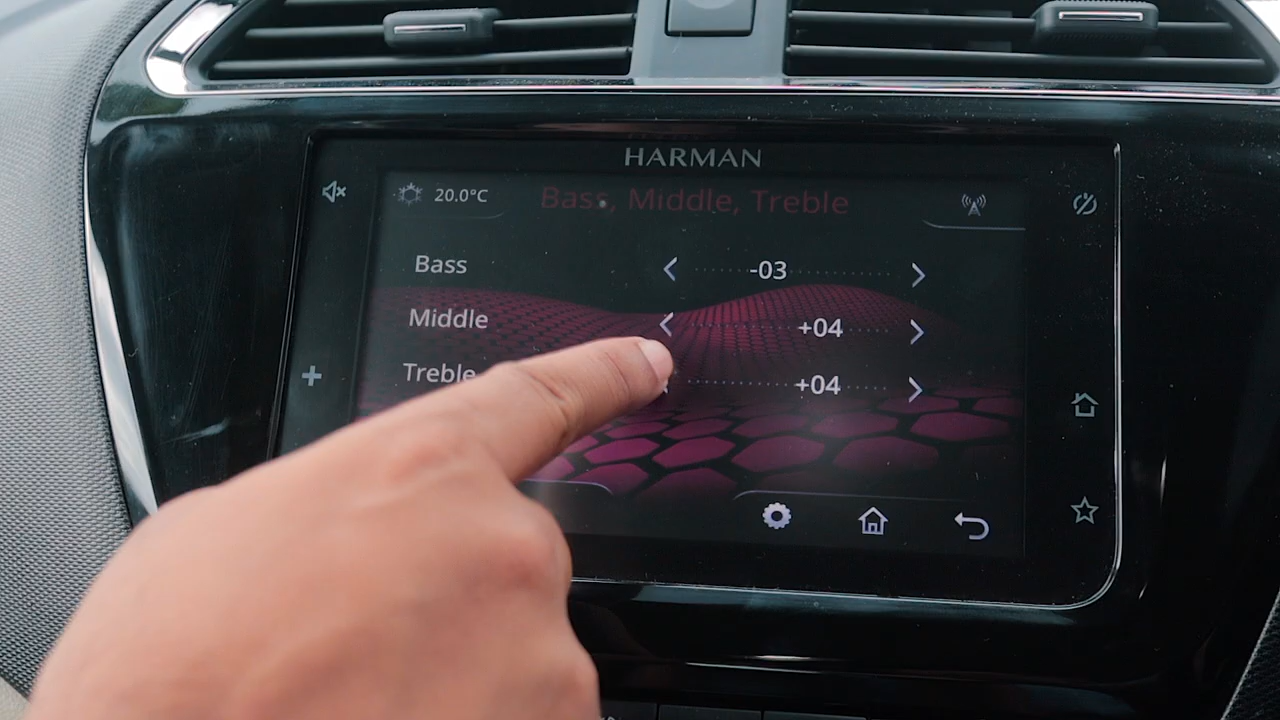 HARMAN
20.0°C
Bass, Middle, Treble
Bass
-03
Middle
+04
Treble
+04